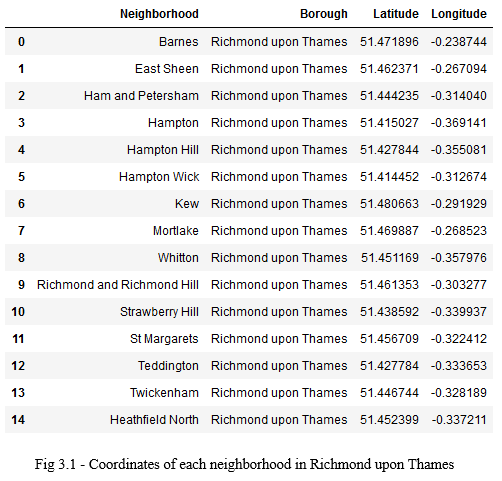 Neighborhood Borough Latitude Longitude
0 Barnes Richmond upon Thames 51.471896 -0.238744
1 East Sheen Richmond upon Thames 51.462371 -0.267094
2 Ham and Petersham Richmond upon Thames 51.444235 -0.314040
3 Hampton Richmond upon Thames 51.415027 -0.369141
4 Hampton Hill Richmond upon Thames 51.427844 -0.355081
5 Hampton Wick Richmond upon Thames 51.414452 -0.312674
6 Kew Richmond upon Thames 51.480663 -0.291929
7 Mortlake Richmond upon Thames 51.469887 -0.268523
8 Whitton Richmond upon Thames 51.451169 -0.357976
9 Richmond and Richmond Hill Richmond upon Thames 51.461353 -0.303277
10 Strawberry Hill Richmond upon Thames 51.438592 -0.339937
11 St Margarets Richmond upon Thames 51.456709 -0.322412
12 Teddington Richmond upon Thames 51.427784 -0.333653
13 Twickenham Richmond upon Thames 51.446744 -0.328189
14 Heathfield North Richmond upon Thames 51.452399 -0.337211
Fig 3.1 - Coordinates of each neighborhood in Richmond upon Thames